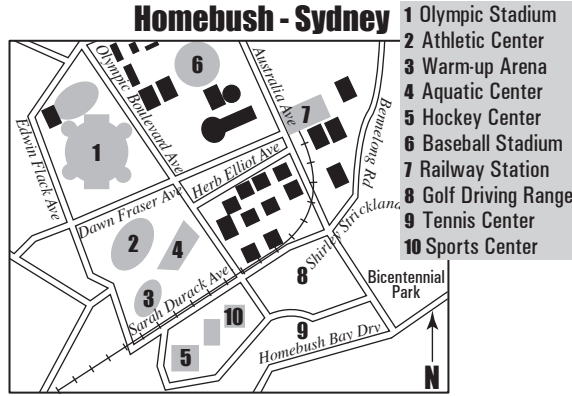 Homebush - Sydney
1 Olympic Stadium
2 Athletic Center
3 Warm-up Arena
4 Aquatic Center
5 Hockey Center
6 Baseball Stadium
7 Railway Station
8 Golf Driving Range
9 Tennis Center
10 Sports Center
Olympic Boulevard Ave
6
Australia Ave
7
Bennelong Rd
Edwin Flack Ave
1
Herb Elliot Ave
Dawn Fraser Ave
2
4
Shirley Strickland
8
Bicentennial
Park
3
Sarah Durack Ave
10
9
5
Homebush Bay Drv
N